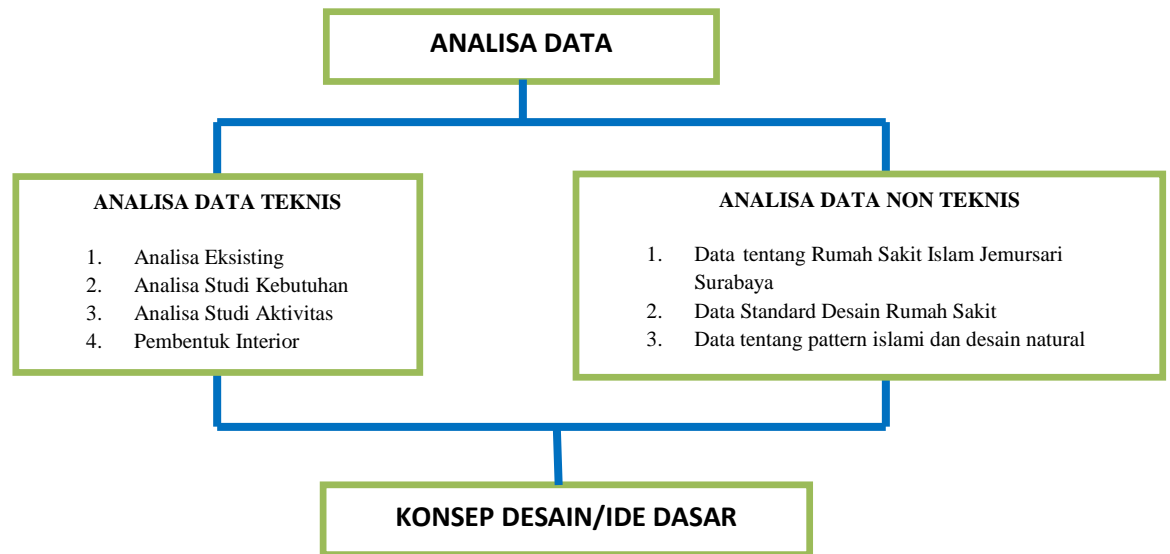 ANALISA DATA
ANALISA DATA TEKNIS
1. Analisa Eksisting
2. Analisa Studi Kebutuhan
3. Analisa Studi Aktivitas
4. Pembentuk Interior
ANALISA DATA NON TEKNIS
1. Data tentang Rumah Sakit Islam Jemursari
Surabaya
2. Data Standard Desain Rumah Sakit
3. Data tentang pattern islami dan desain natural
KONSEP DESAIN/IDE DASAR